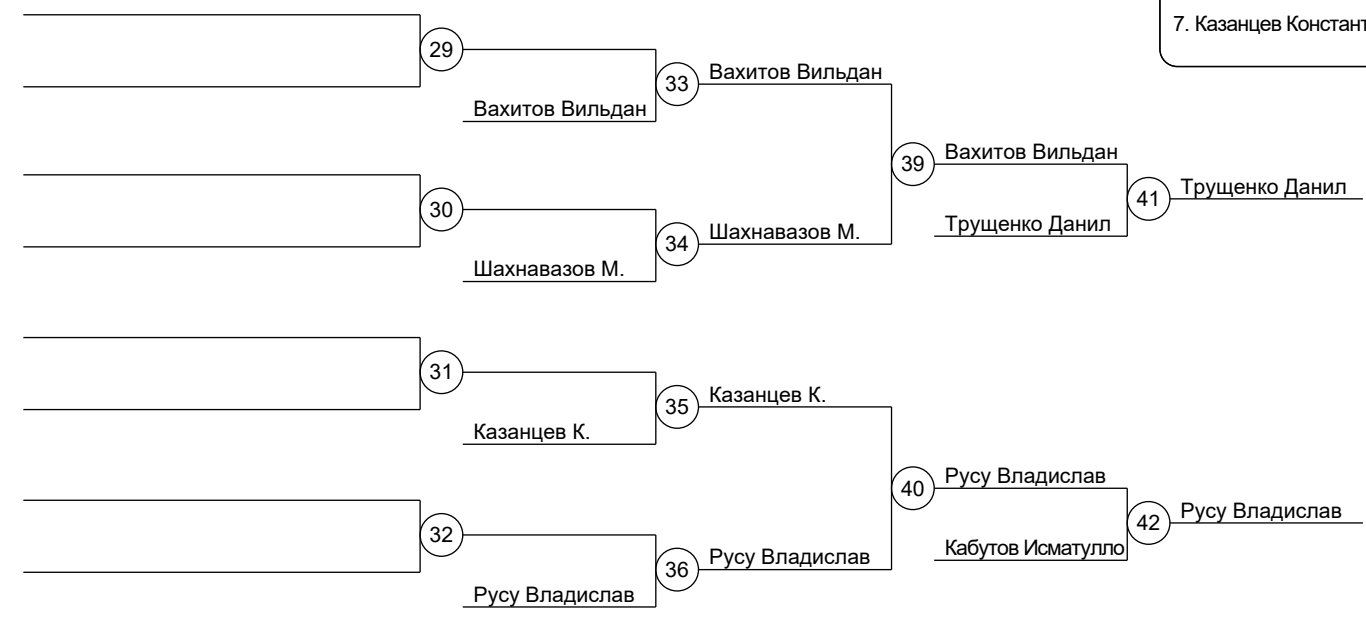 7. Казанцев Констант
29
33
Вахитов Вильдан
Вахитов Вильдан
39
Вахитов Вильдан
41
Трущенко Данил
30
34
Шахнавазов М.
Трущенко Данил
Шахнавазов М.
31
35
Казанцев К.
Казанцев К.
40
Русу Владислав
42
Русу Владислав
32
36
Русу Владислав
Кабутов Исматулло
Русу Владислав